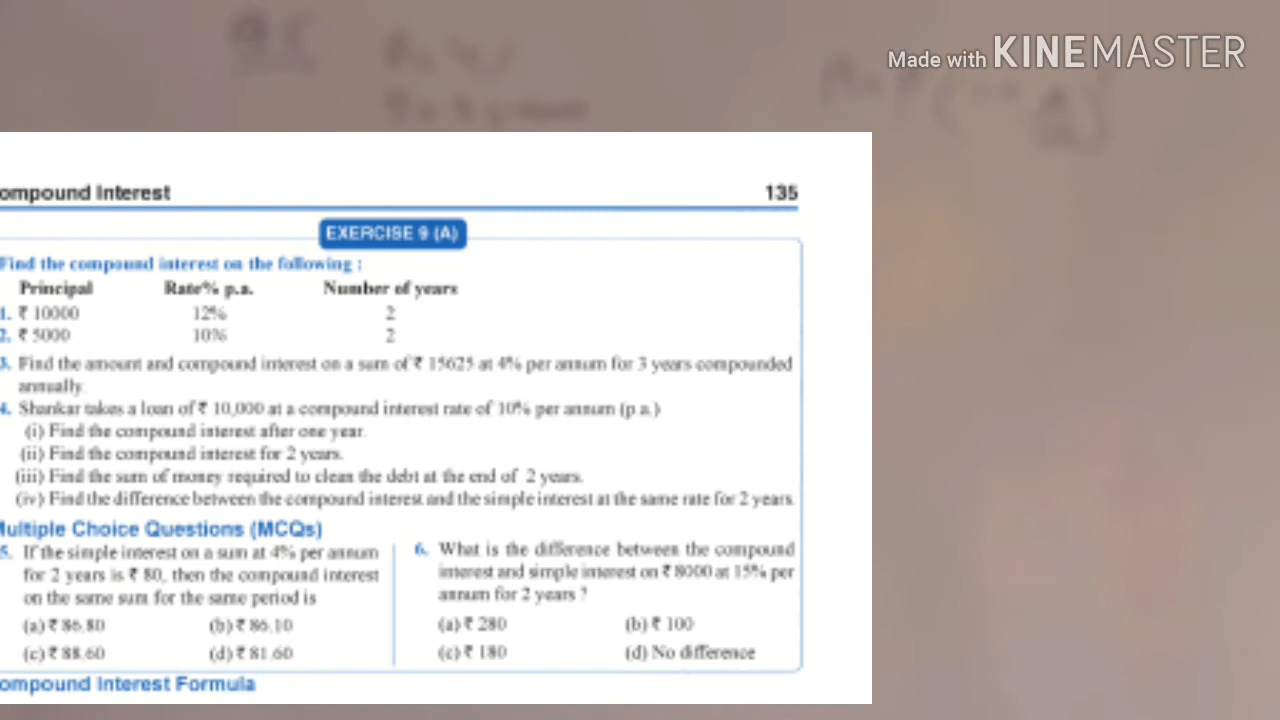 Made with KINEMASTER
ompound Interest 135
EXERCISE 9 (A)
Find the compound interest on the following :
Principal Rate% p.a. Number of years
1. ₹ 10000 12% 2
2. ₹ 5000 10% 2
3. Find the amount and compound interest on a sum of ₹ 15625 at 4% per annum for 3 years compounded
annually.
4. Shankar takes a loan of ₹ 10,000 at a compound interest rate of 10% per annum (p.a.)
(i) Find the compound interest after one year.
(ii) Find the compound interest for 2 years.
(iii) Find the sum of money required to clean the debt at the end of 2 years.
(iv) Find the difference between the compound interest and the simple interest at the same rate for 2 years.
Multiple Choice Questions (MCQs)
5. If the simple interest on a sum at 4% per annum
for 2 years is ₹ 80, then the compound interest
on the same sum for the same period is
(a) ₹ 86.80 (b) ₹ 86.10
(c) ₹ 88.60 (d) ₹ 81.60
6. What is the difference between the compound
interest and simple interest on ₹ 8000 at 15% per
annum for 2 years ?
(a) ₹ 280 (b) ₹ 100
(c) ₹ 180 (d) No difference
ompound Interest Formula